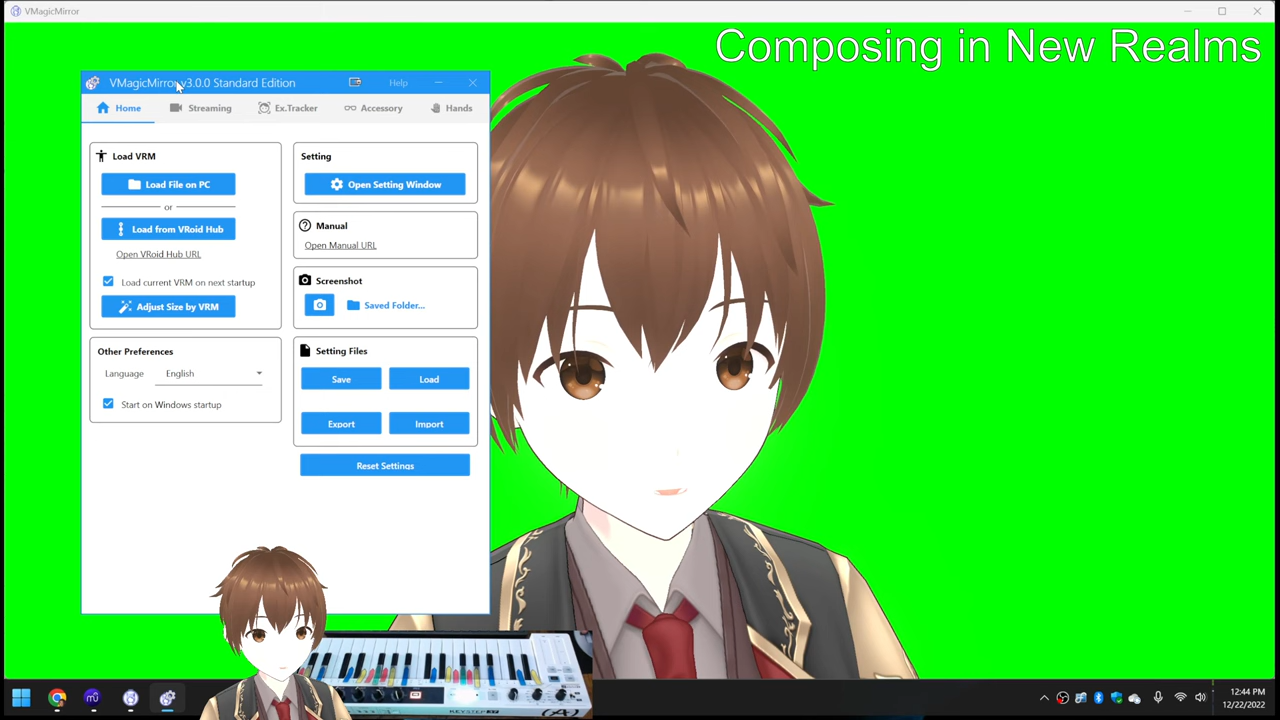 VMagicMirror
Composing in New Realms
VMagicMirror v3.0.0 Standard Edition
Help
Home
Streaming
Ex.Tracker
Accessory
Hands
Load VRM
Load File on PC
or
Load from VRoid Hub
Open VRoid Hub URL
Load current VRM on next startup
Adjust Size by VRM
Other Preferences
Language
English
Start on Windows startup
Setting
Open Setting Window
Manual
Open Manual URL
Screenshot
Saved Folder...
Setting Files
Save
Load
Export
Import
Reset Settings
KEYSTEP 37
12:44 PM
12/22/2022